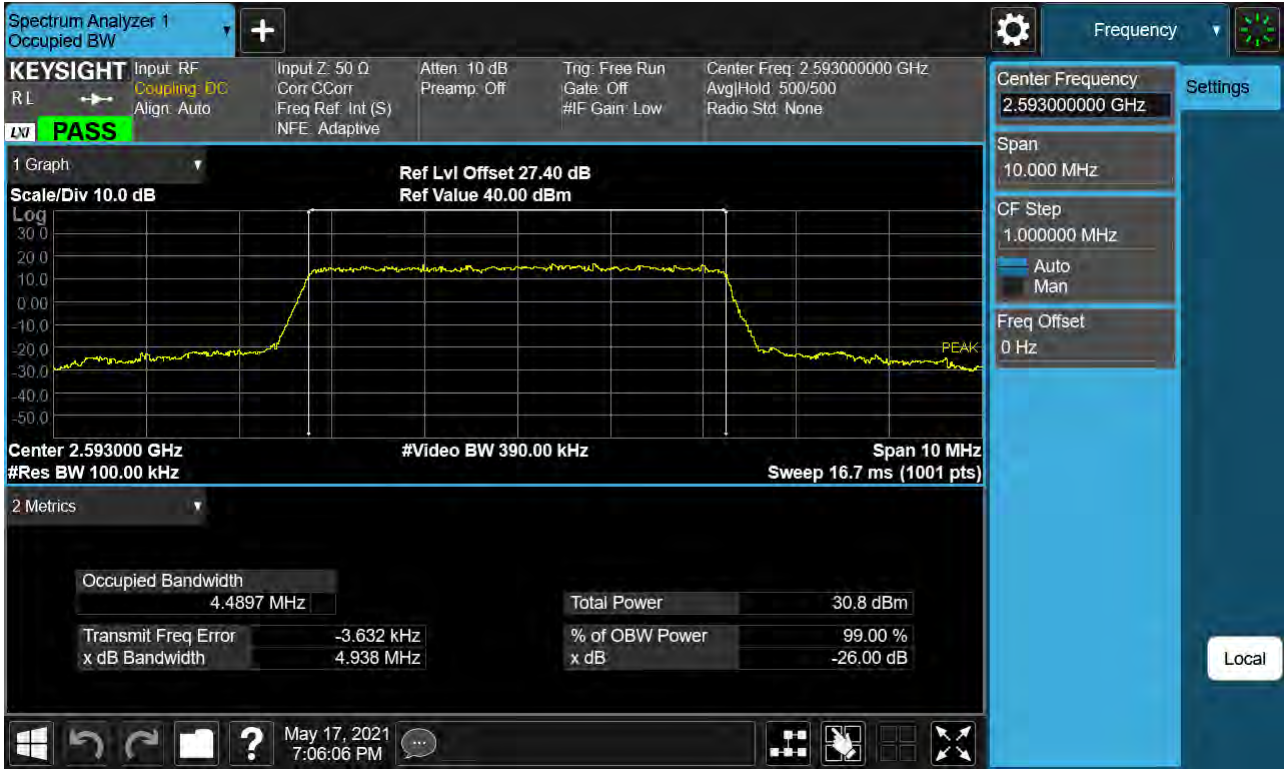 Spectrum Analyzer 1
Occupied BW
Frequency
KEYSIGHT
R L
LXI PASS
Input: RF
Coupling: DC
Align: Auto
Input Z: 50 Ω
Corr CCorr
Freq Ref: Int (S)
NFE: Adaptive
Atten: 10 dB
Preamp: Off
Trig: Free Run
Gate: Off
#IF Gain: Low
Center Freq: 2.593000000 GHz
Avg|Hold: 500/500
Radio Std: None
Center Frequency
2.593000000 GHz
Settings
Span
10.000 MHz
CF Step
1.000000 MHz
Auto
Man
Freq Offset
0 Hz
1 Graph
Scale/Div 10.0 dB
Ref Lvl Offset 27.40 dB
Ref Value 40.00 dBm
Log
30.0
20.0
10.0
0.00
-10.0
-20.0
-30.0
-40.0
-50.0
PEAK
Center 2.593000 GHz
#Video BW 390.00 kHz
Span 10 MHz
#Res BW 100.00 kHz
Sweep 16.7 ms (1001 pts)
2 Metrics
Occupied Bandwidth
4.4897 MHz
Total Power 30.8 dBm
Transmit Freq Error -3.632 kHz
% of OBW Power 99.00 %
x dB Bandwidth 4.938 MHz
x dB -26.00 dB
Local
?
May 17, 2021
7:06:06 PM